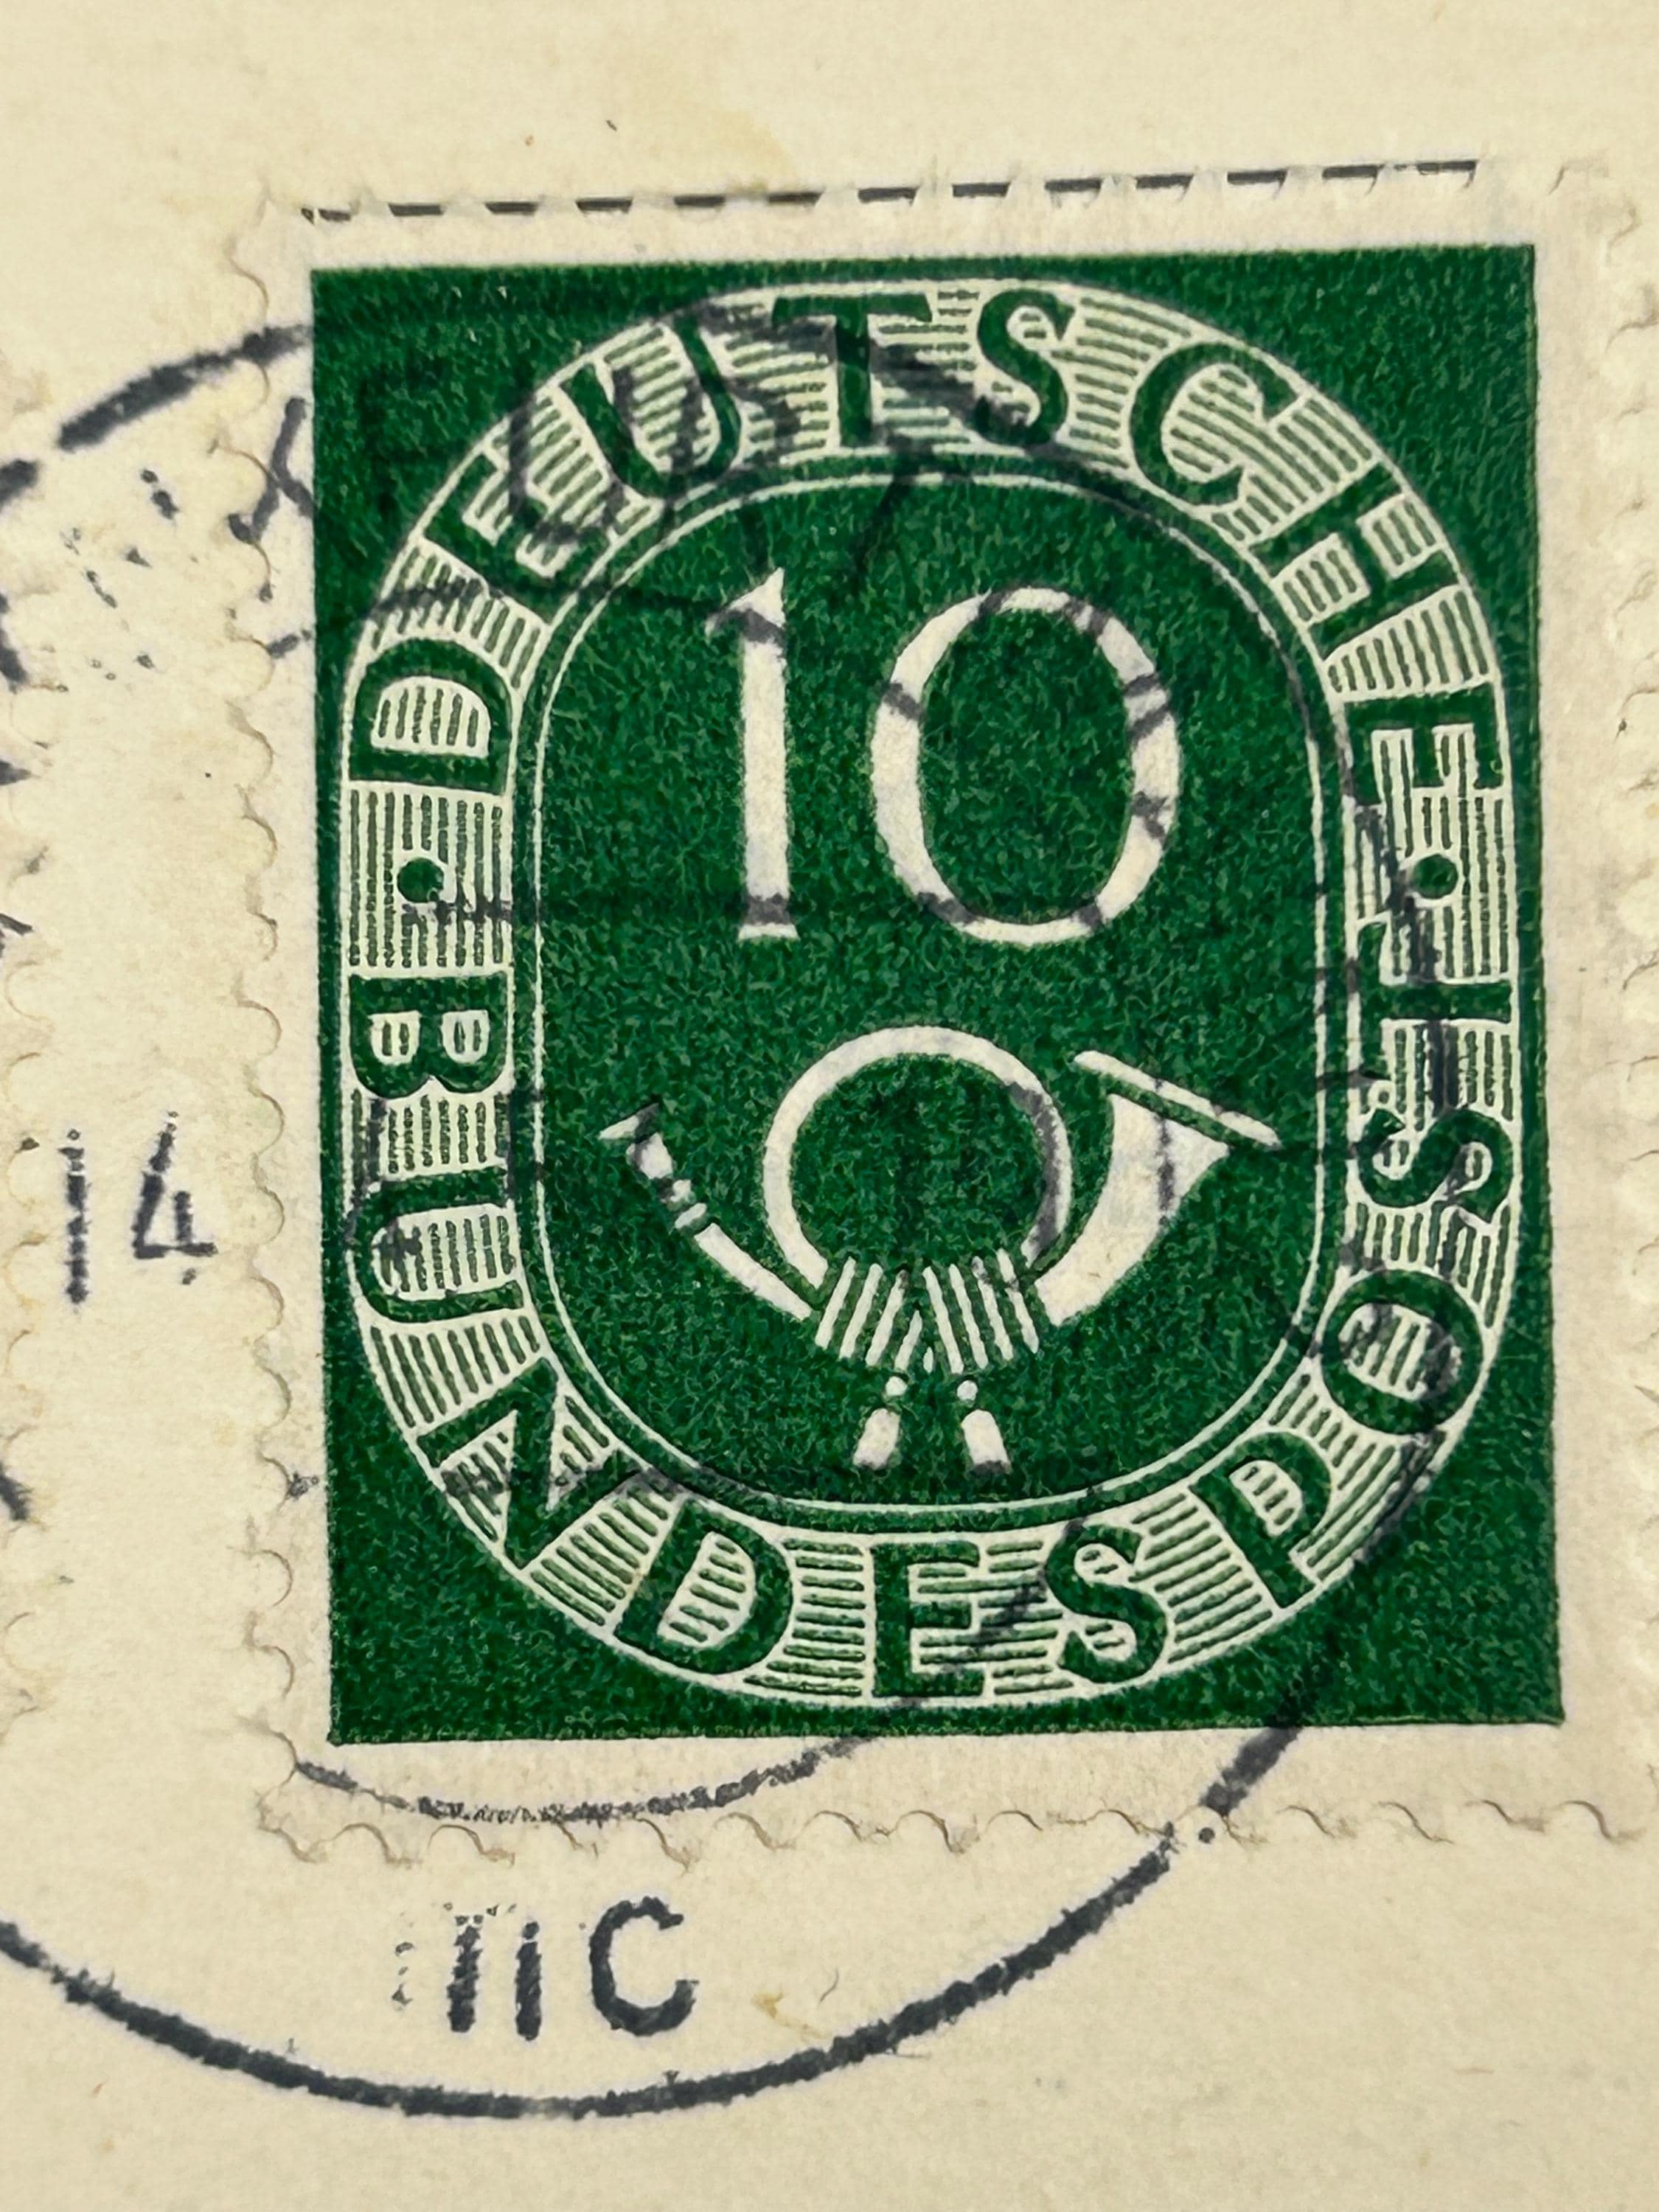 DEUTSCHE · BUNDESPOST ·
10
14
IIC